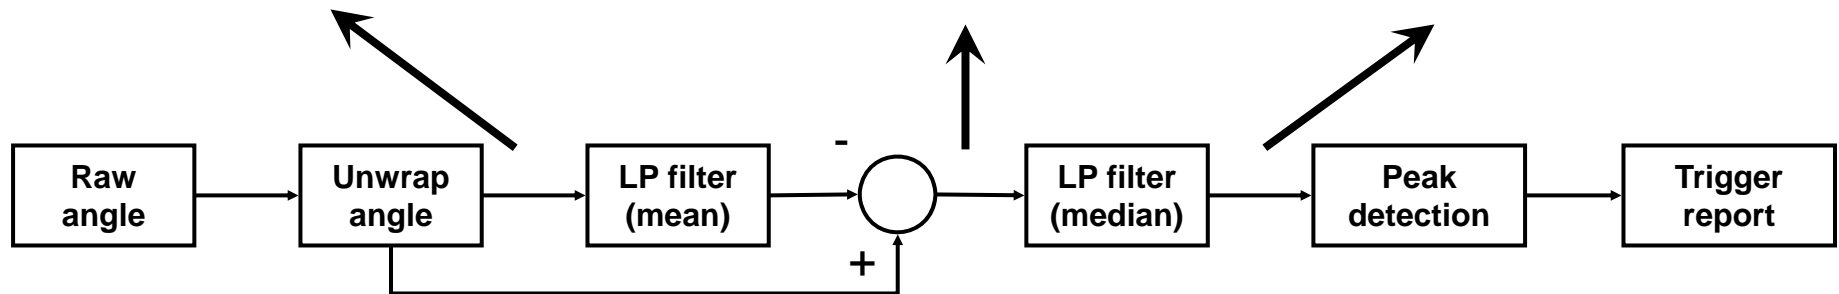 Raw
angle
Unwrap
angle
LP filter
(mean)
-
+
LP filter
(median)
Peak
detection
Trigger
report